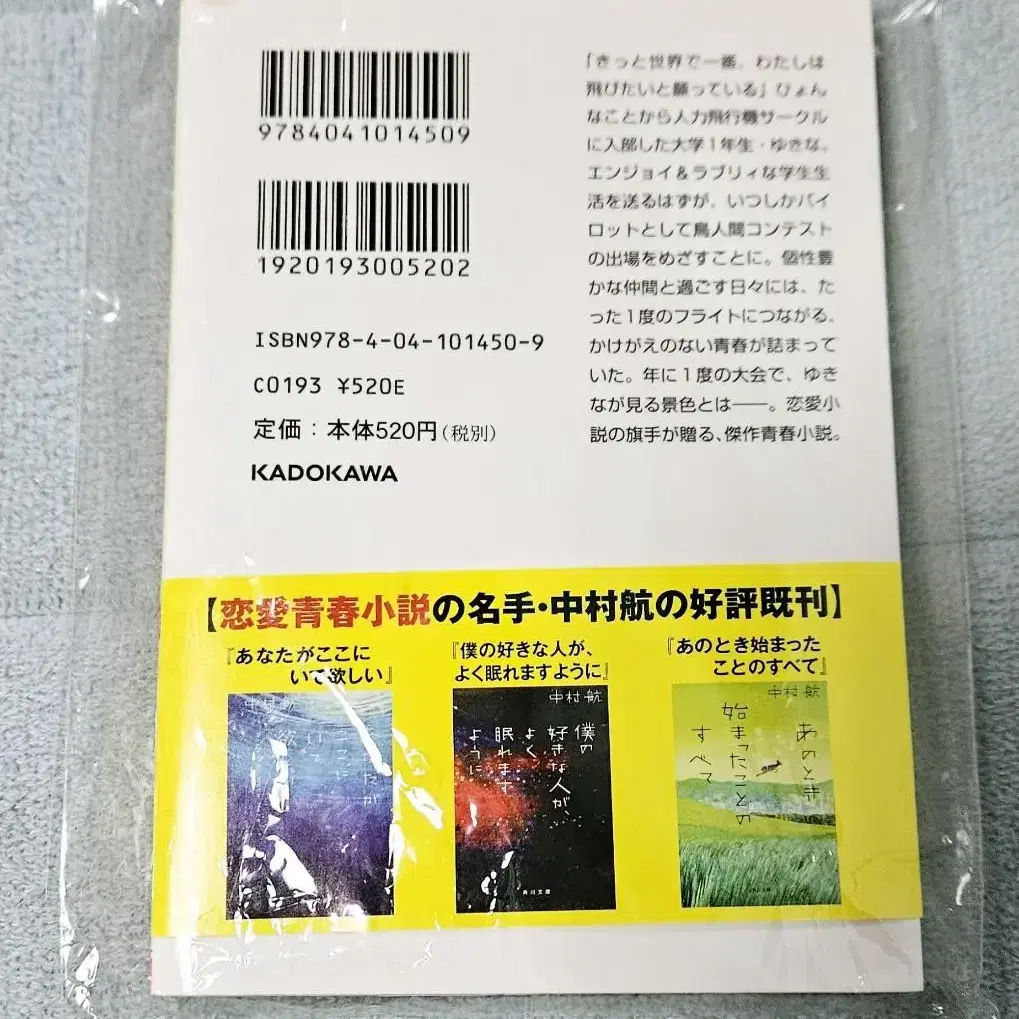 9784041014509
1920193005202
ISBN978-4-04-101450-9
C0193 ¥520E
定価：本体520円（税別）
KADOKAWA
「きっと世界で一番、わたしは
飛びたいと願っている」ひょん
なことから人力飛行機サークル
に入部した大学1年生・ゆきな。
エンジョイ＆ラブリィな学生生
活を送るはずが、いつしかパイ
ロットとして鳥人間コンテスト
の出場をめざすことに。個性豊
かな仲間と過ごす日々には、た
った1度のフライトにつながる、
かけがえのない青春が詰まって
いた。年に1度の大会で、ゆき
なが見る景色とは――。恋愛小
説の旗手が贈る、傑作青春小説。
【恋愛青春小説の名手・中村航の好評既刊】
『あなたがここに
いて欲しい』
『僕の好きな人が、
よく眠れますように』
『あのとき始まった
ことのすべて』
中村航
僕の
好きな人が、
よく
眠れます
ように
角川文庫
中村航
あのとき
始まったことの
すべて